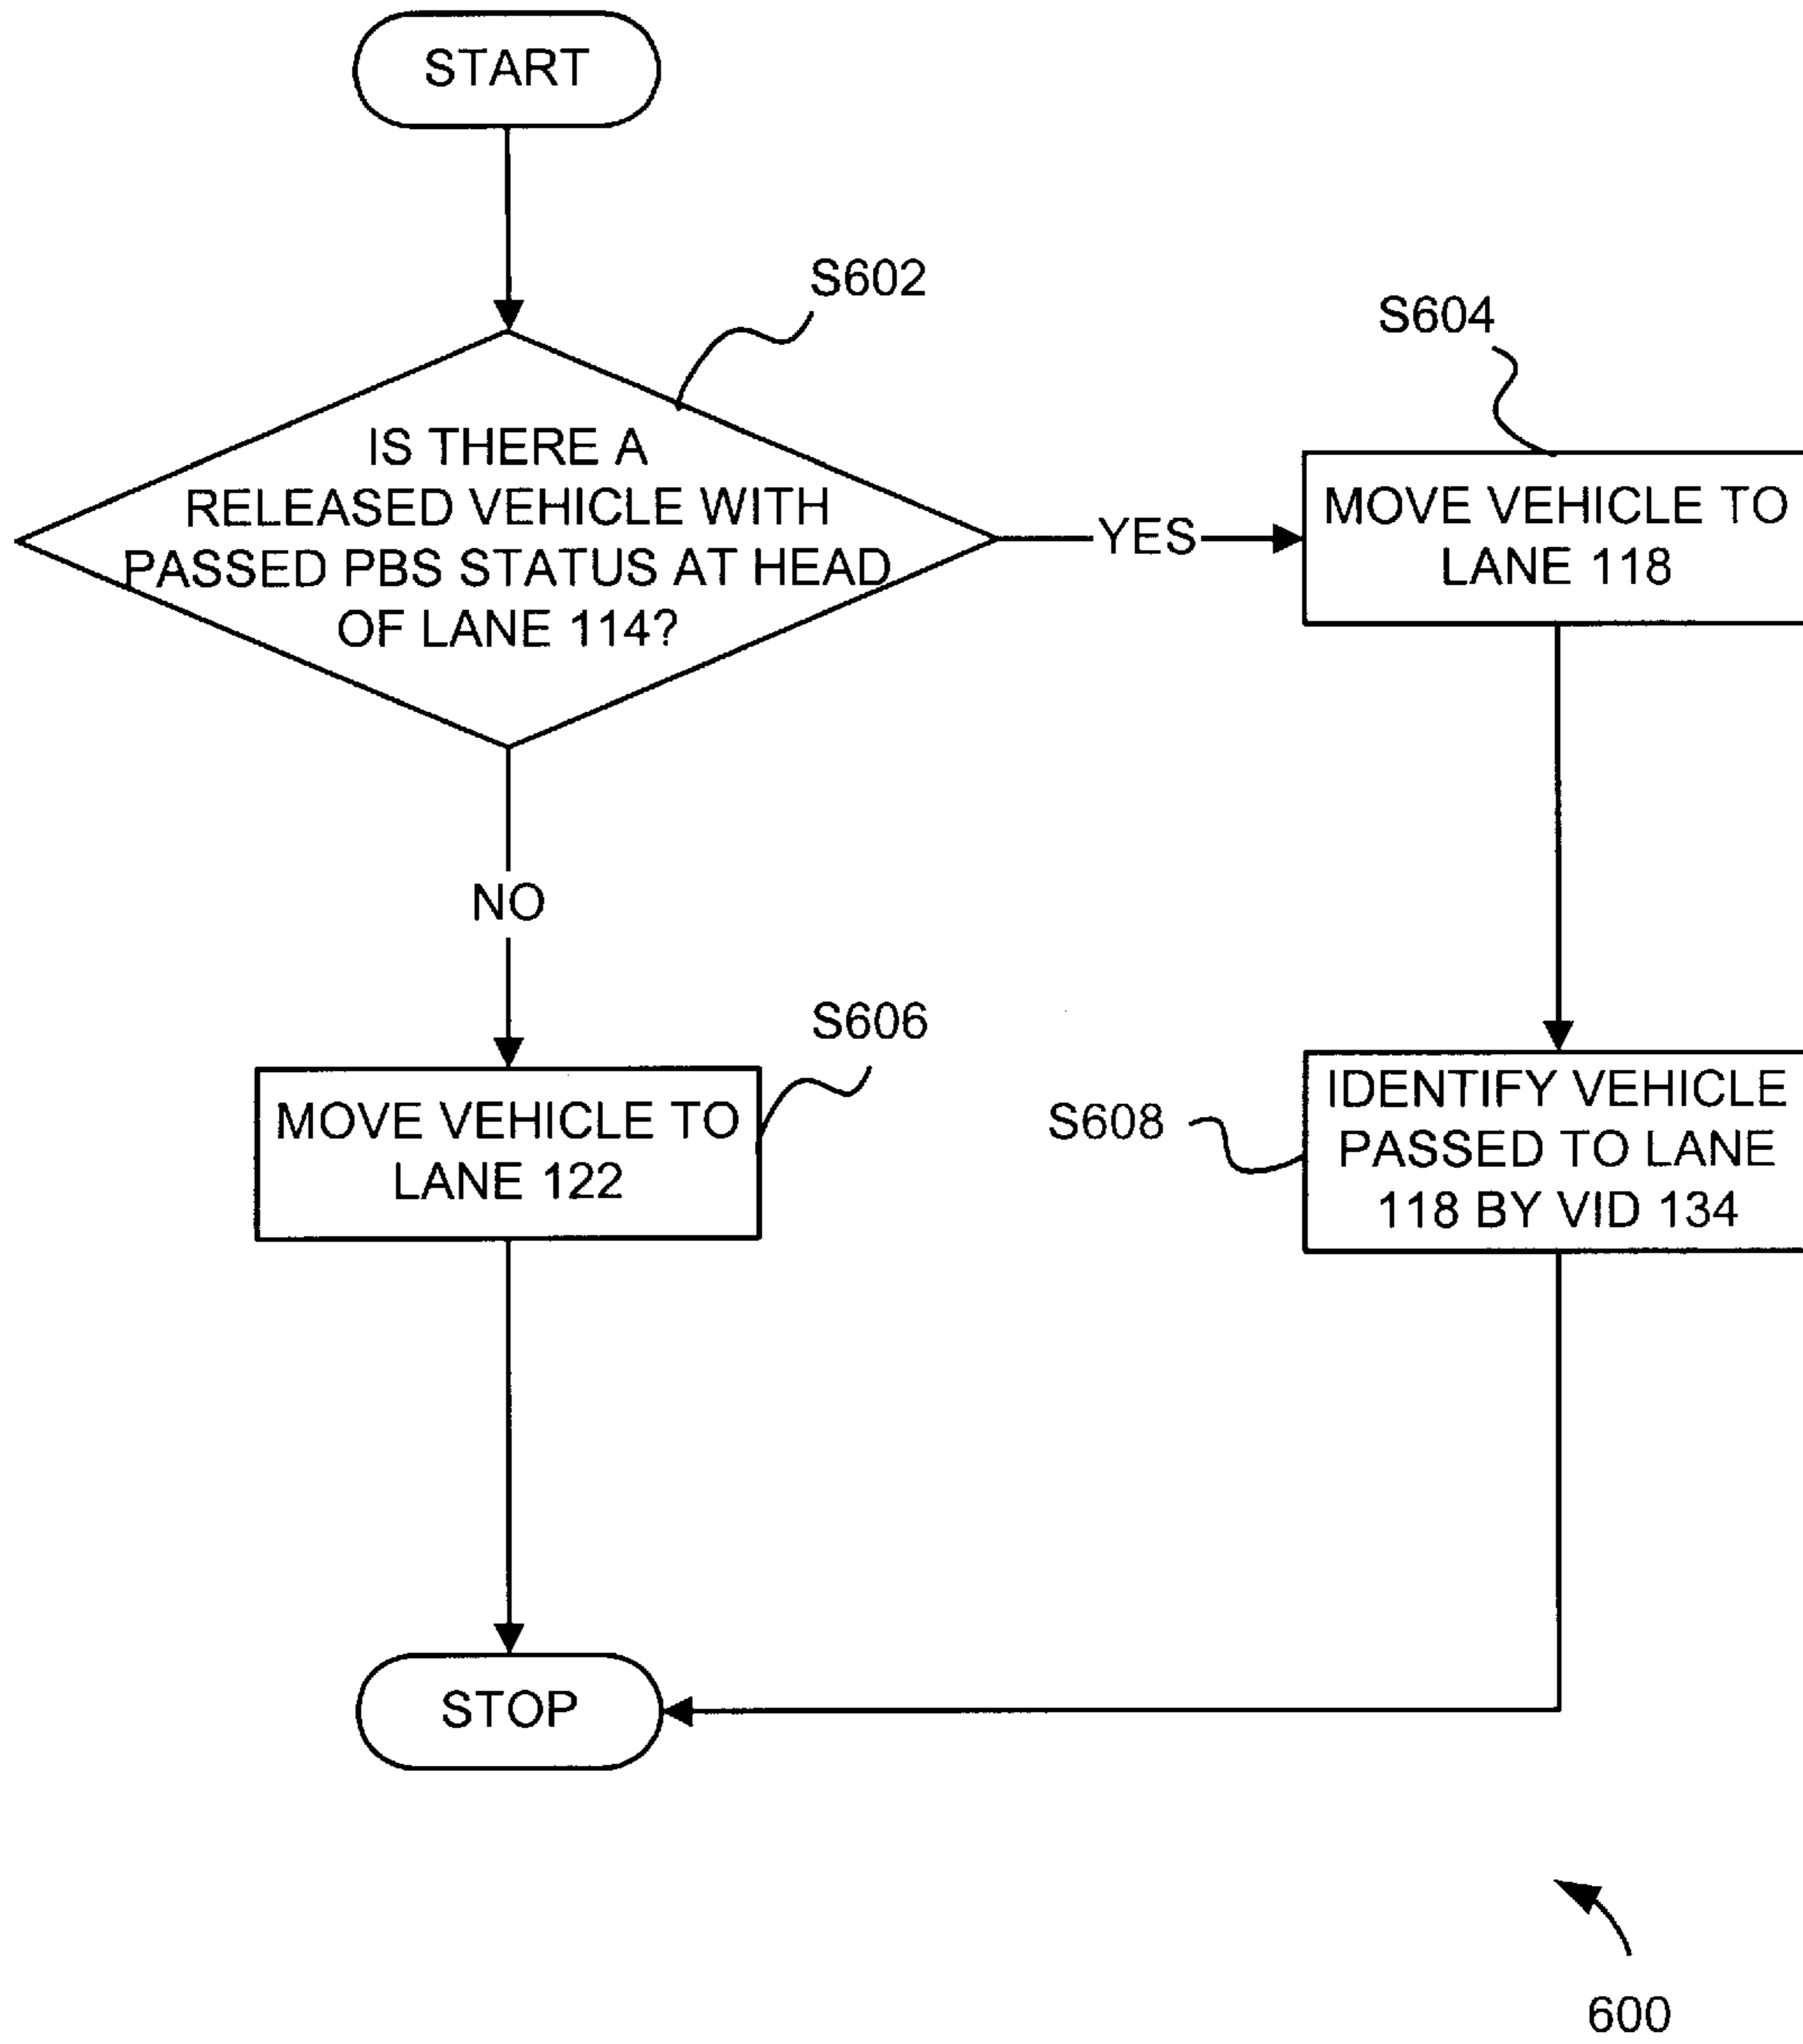 START
S602
S604
IS THERE A
RELEASED VEHICLE WITH
PASSED PBS STATUS AT HEAD
OF LANE 114?
YES
MOVE VEHICLE TO
LANE 118
NO
S606
MOVE VEHICLE TO
LANE 122
S608
IDENTIFY VEHICLE
PASSED TO LANE
118 BY VID 134
STOP
600